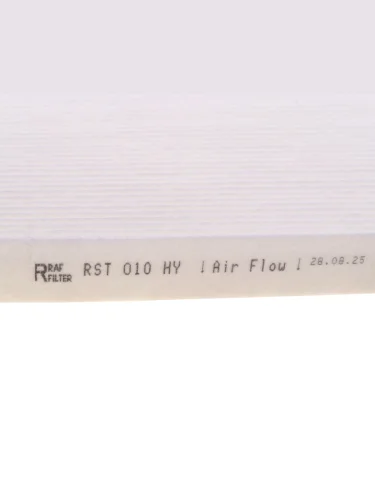 RAF FILTER RST 010 HY ↓ Air Flow ↓ 28.08.25